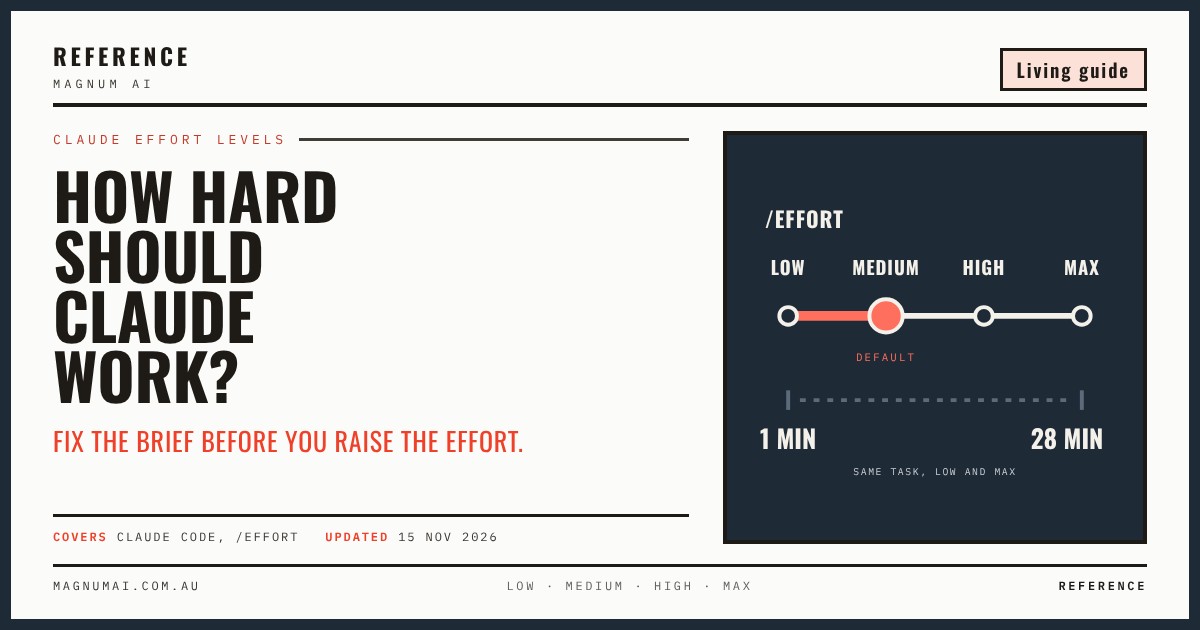 REFERENCE
MAGNUM AI
Living guide
CLAUDE EFFORT LEVELS
HOW HARD
SHOULD
CLAUDE
WORK?
FIX THE BRIEF BEFORE YOU RAISE THE EFFORT.
COVERS CLAUDE CODE, /EFFORT UPDATED 15 NOV 2026
/EFFORT
LOW MEDIUM HIGH MAX
DEFAULT
1 MIN 28 MIN
SAME TASK, LOW AND MAX
MAGNUMAI.COM.AU LOW · MEDIUM · HIGH · MAX REFERENCE